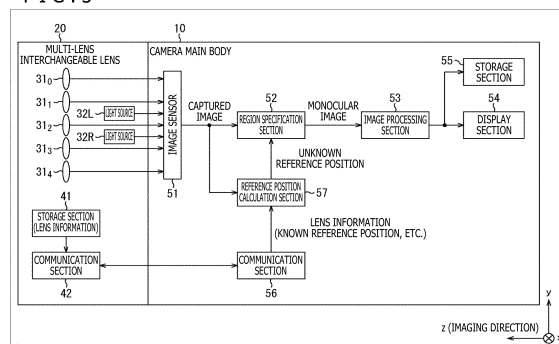 20
10
MULTI-LENS
INTERCHANGEABLE LENS
CAMERA MAIN BODY
55
STORAGE
SECTION
31₀
31₁
32L
LIGHT SOURCE
31₂
32R
LIGHT SOURCE
31₃
31₄
IMAGE SENSOR
51
CAPTURED
IMAGE
52
REGION SPECIFICATION
SECTION
MONOCULAR
IMAGE
53
IMAGE PROCESSING
SECTION
54
DISPLAY
SECTION
UNKNOWN
REFERENCE POSITION
REFERENCE POSITION
CALCULATION SECTION
57
41
STORAGE SECTION
(LENS INFORMATION)
LENS INFORMATION
(KNOWN REFERENCE POSITION, ETC.)
COMMUNICATION
SECTION
42
COMMUNICATION
SECTION
56
y
z (IMAGING DIRECTION)